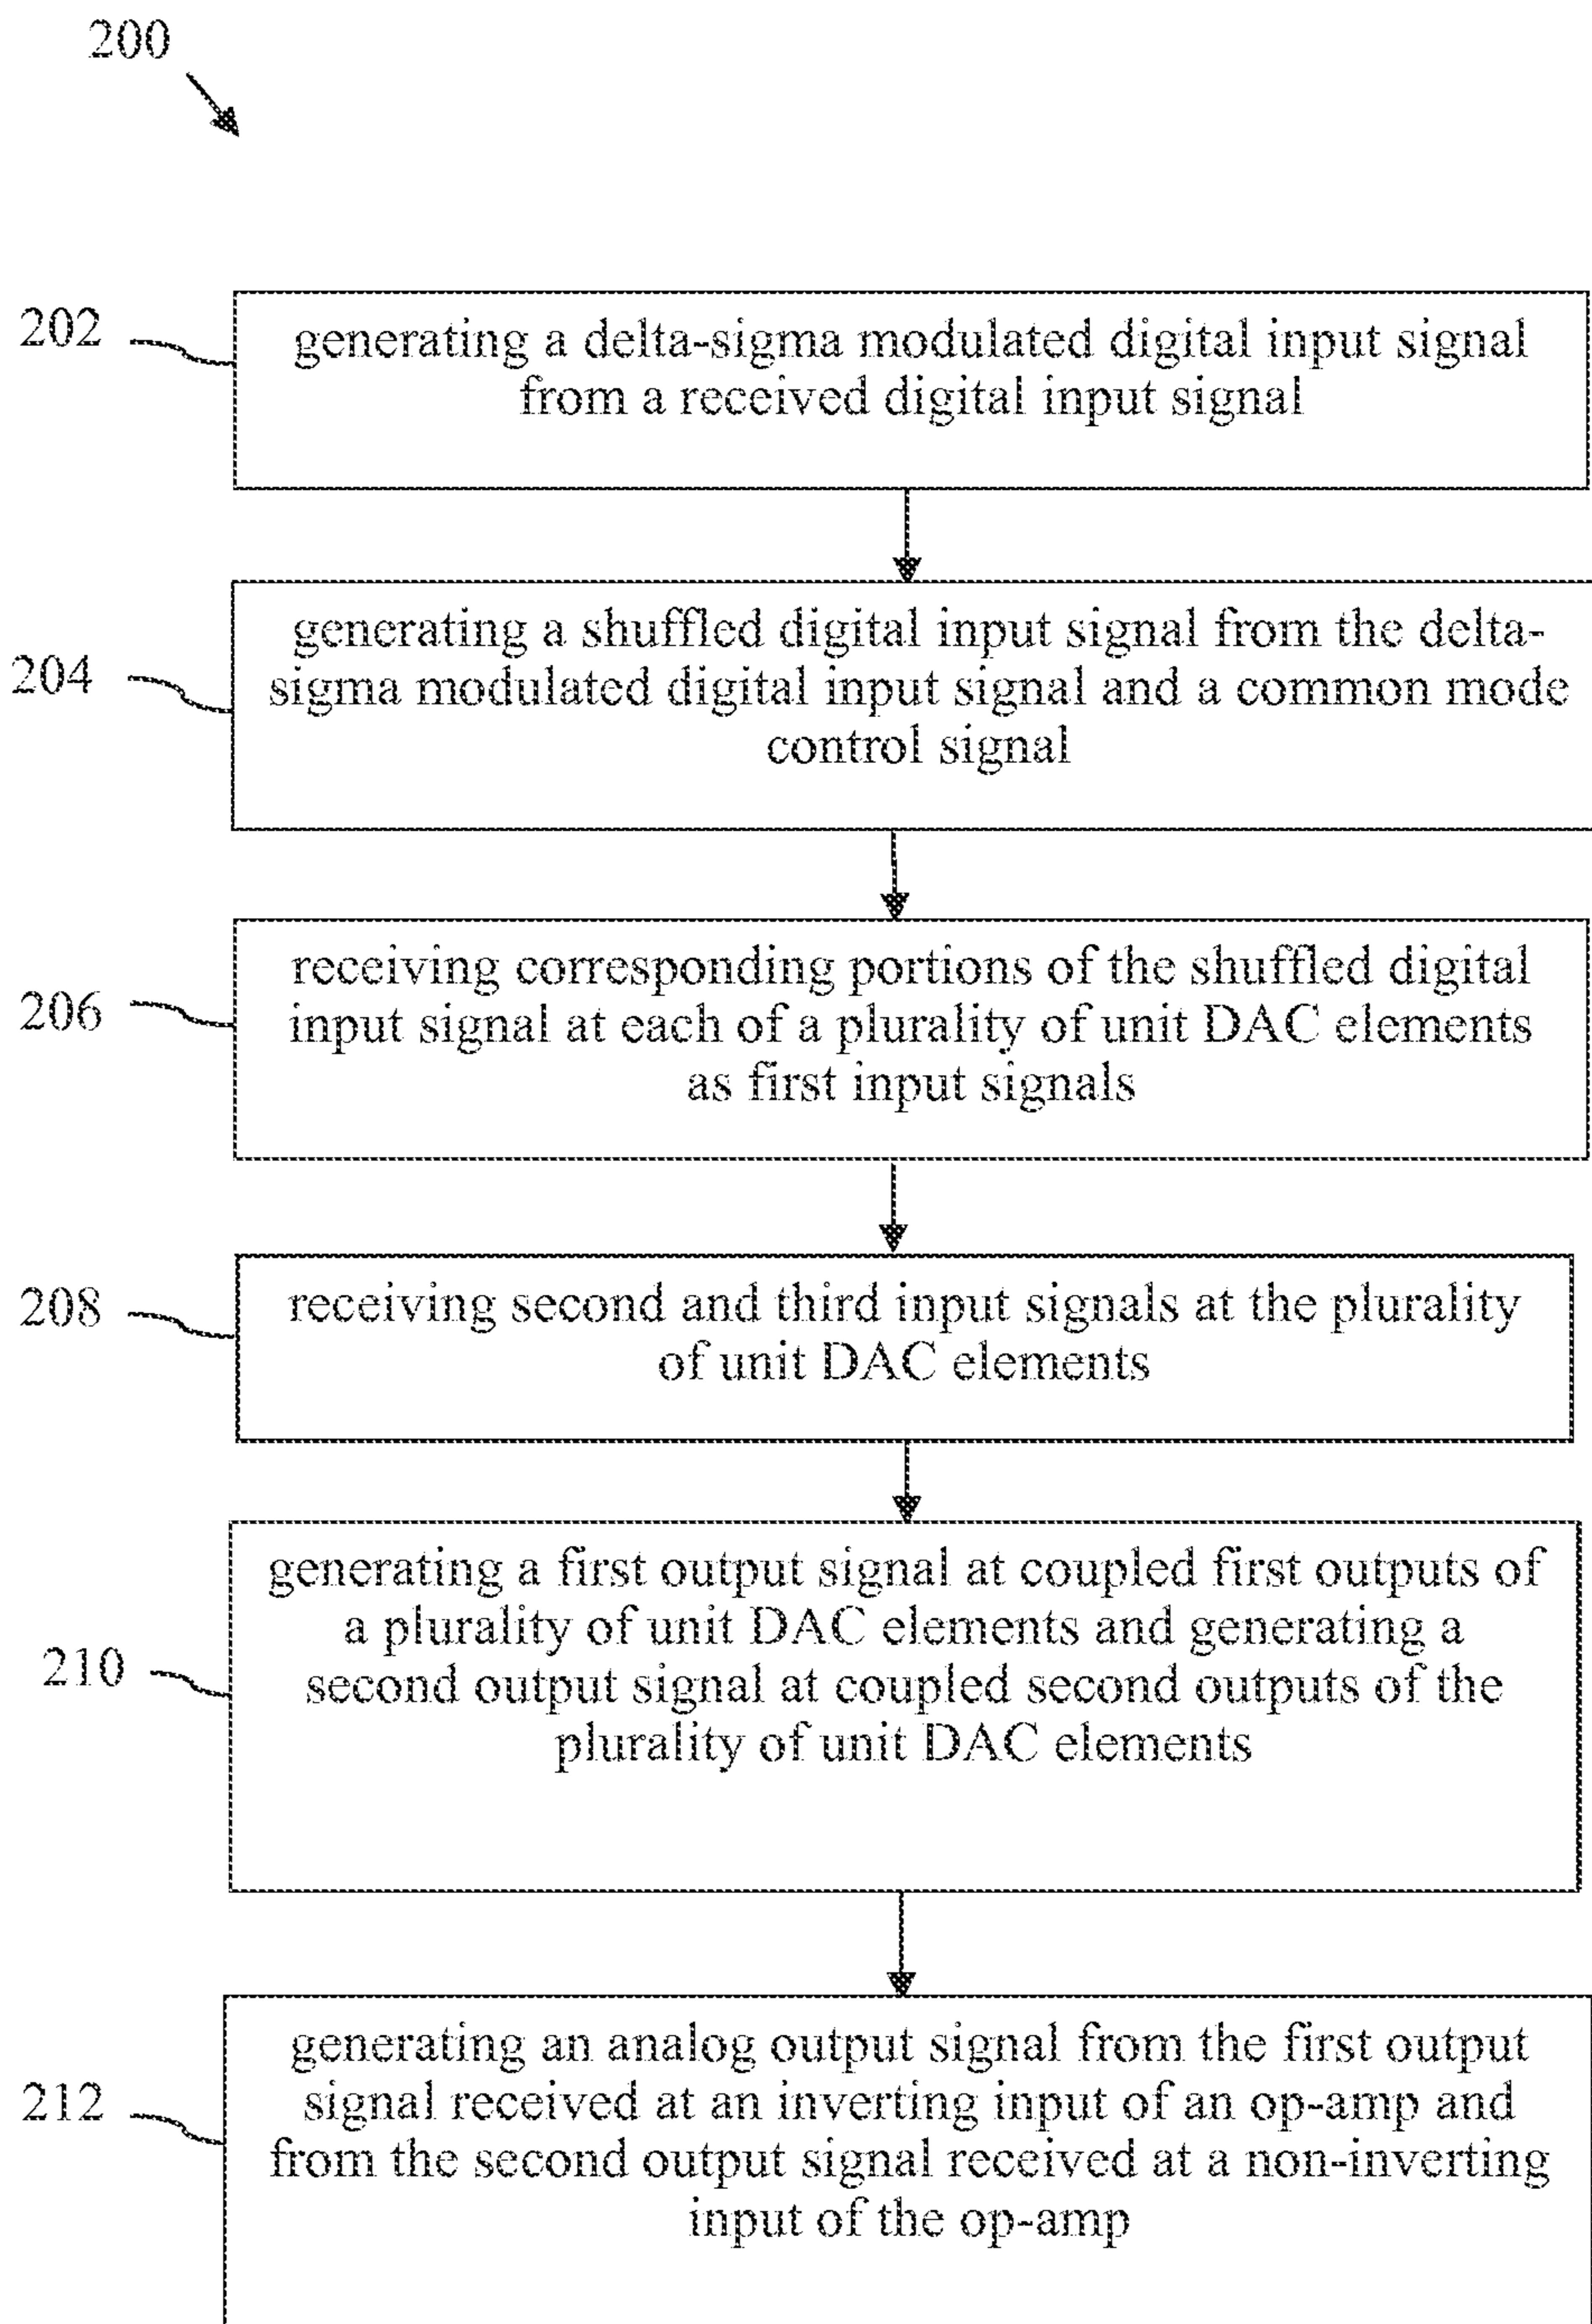 200
202
generating a delta-sigma modulated digital input signal
from a received digital input signal
204
generating a shuffled digital input signal from the delta-
sigma modulated digital input signal and a common mode
control signal
206
receiving corresponding portions of the shuffled digital
input signal at each of a plurality of unit DAC elements
as first input signals
208
receiving second and third input signals at the plurality
of unit DAC elements
210
generating a first output signal at coupled first outputs of
a plurality of unit DAC elements and generating a
second output signal at coupled second outputs of the
plurality of unit DAC elements
212
generating an analog output signal from the first output
signal received at an inverting input of an op-amp and
from the second output signal received at a non-inverting
input of the op-amp